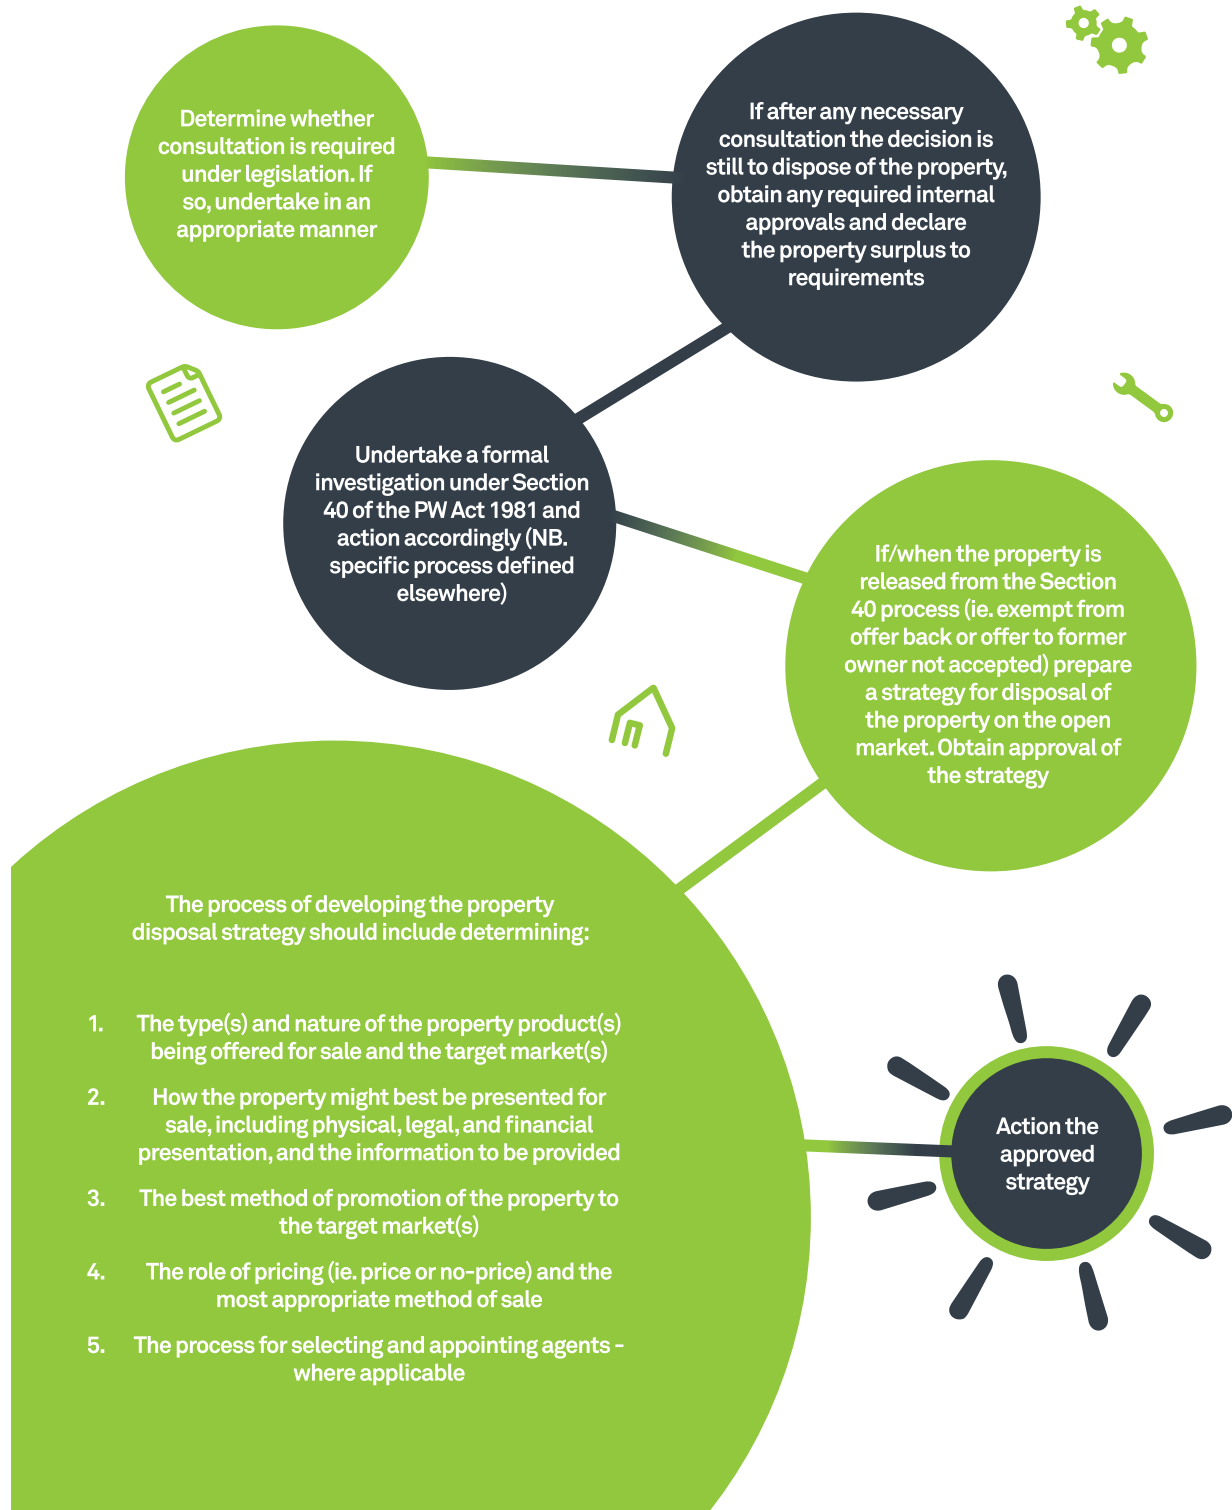 Determine whether
consultation is required
under legislation. If
so, undertake in an
appropriate manner
If after any necessary
consultation the decision is
still to dispose of the property,
obtain any required internal
approvals and declare
the property surplus to
requirements
Undertake a formal
investigation under Section
40 of the PW Act 1981 and
action accordingly (NB.
specific process defined
elsewhere)
If/when the property is
released from the Section
40 process (ie. exempt from
offer back or offer to former
owner not accepted) prepare
a strategy for disposal of
the property on the open
market. Obtain approval of
the strategy
The process of developing the property
disposal strategy should include determining:
1. The type(s) and nature of the property product(s)
being offered for sale and the target market(s)
2. How the property might best be presented for
sale, including physical, legal, and financial
presentation, and the information to be provided
3. The best method of promotion of the property to
the target market(s)
4. The role of pricing (ie. price or no-price) and the
most appropriate method of sale
5. The process for selecting and appointing agents -
where applicable
Action the
approved
strategy